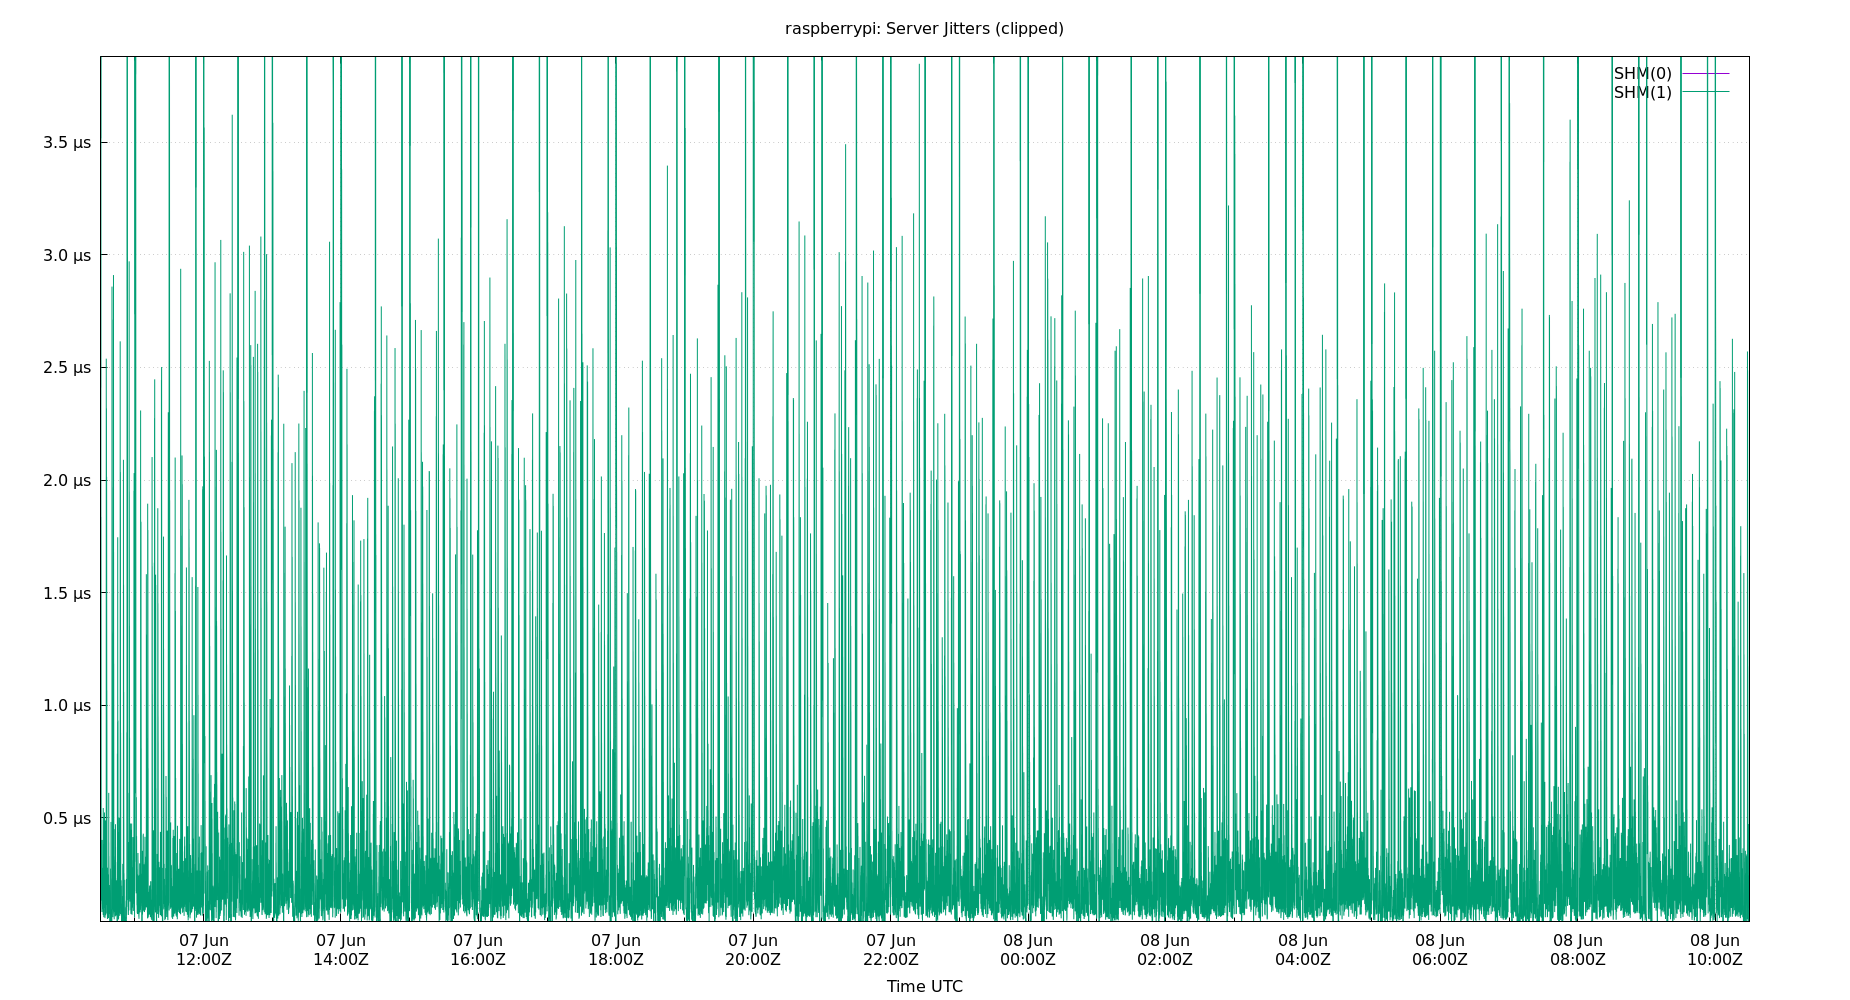 raspberrypi: Server Jitters (clipped)
SHM(0)
SHM(1)
3.5 µs
3.0 µs
2.5 µs
2.0 µs
1.5 µs
1.0 µs
0.5 µs
07 Jun 07 Jun 07 Jun 07 Jun 07 Jun 07 Jun 08 Jun 08 Jun 08 Jun 08 Jun 08 Jun 08 Jun
12:00Z 14:00Z 16:00Z 18:00Z 20:00Z 22:00Z 00:00Z 02:00Z 04:00Z 06:00Z 08:00Z 10:00Z
Time UTC